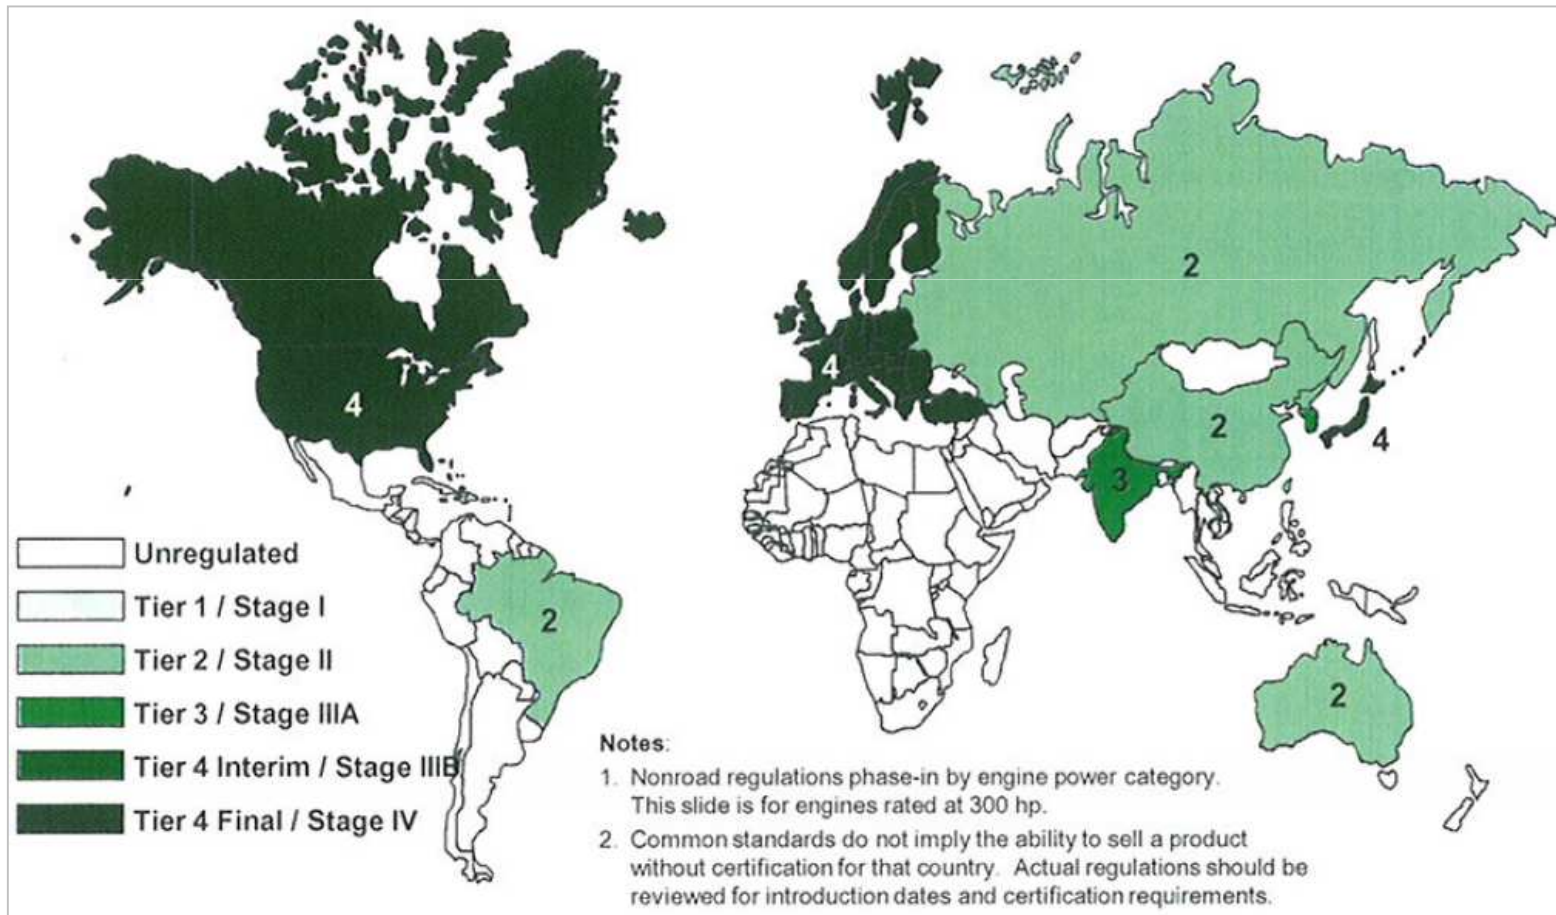 2
4
4
2
4
3
Unregulated
Tier 1 / Stage I
2
Tier 2 / Stage II
2
Tier 3 / Stage IIIA
Tier 4 Interim / Stage IIIB
Tier 4 Final / Stage IV
Notes:
1. Nonroad regulations phase-in by engine power category.
This slide is for engines rated at 300 hp.
2. Common standards do not imply the ability to sell a product
without certification for that country. Actual regulations should be
reviewed for introduction dates and certification requirements.